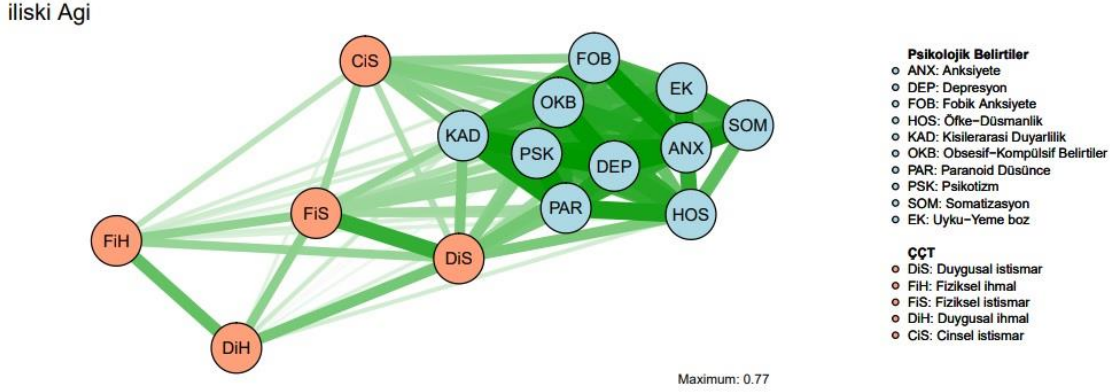 iliski Agi
CiS
FOB
EK
OKB
SOM
KAD
PSK
DEP
ANX
PAR
HOS
FiS
FiH
DiS
DiH
Maximum: 0.77
Psikolojik Belirtiler
ANX: Anksiyete
DEP: Depresyon
FOB: Fobik Anksiyete
HOS: Öfke−Düsmanlik
KAD: Kisilerarasi Duyarlilik
OKB: Obsesif−Kompülsif Belirtiler
PAR: Paranoid Düsünce
PSK: Psikotizm
SOM: Somatizasyon
EK: Uyku−Yeme boz
ÇÇT
DiS: Duygusal istismar
FiH: Fiziksel ihmal
FiS: Fiziksel istismar
DiH: Duygusal ihmal
CiS: Cinsel istismar